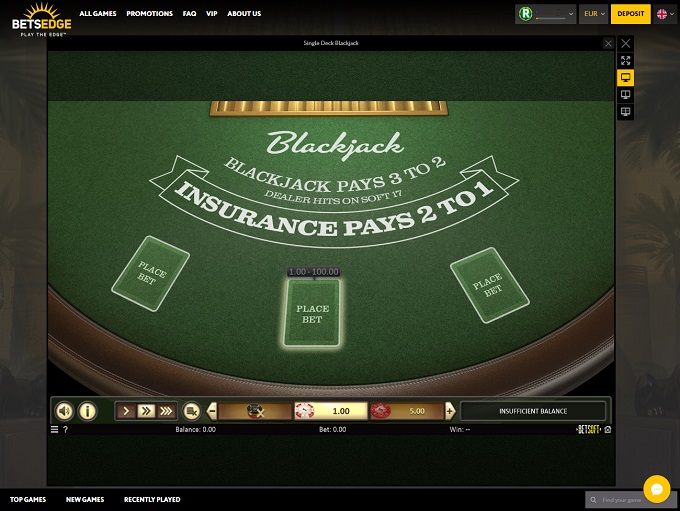 BETSEDGE
PLAY THE EDGE™
ALL GAMES PROMOTIONS FAQ VIP ABOUT US
R EUR DEPOSIT
Single Deck Blackjack
Blackjack
BLACKJACK PAYS 3 TO 2
DEALER HITS ON SOFT 17
INSURANCE PAYS 2 TO 1
PLACE
BET
1.00-100.00
PLACE
BET
PLACE
BET
1.00 5.00 INSUFFICIENT BALANCE
? Balance: 0.00 Bet: 0.00 Win: -- BETSOFT
TOP GAMES NEW GAMES RECENTLY PLAYED Find your game